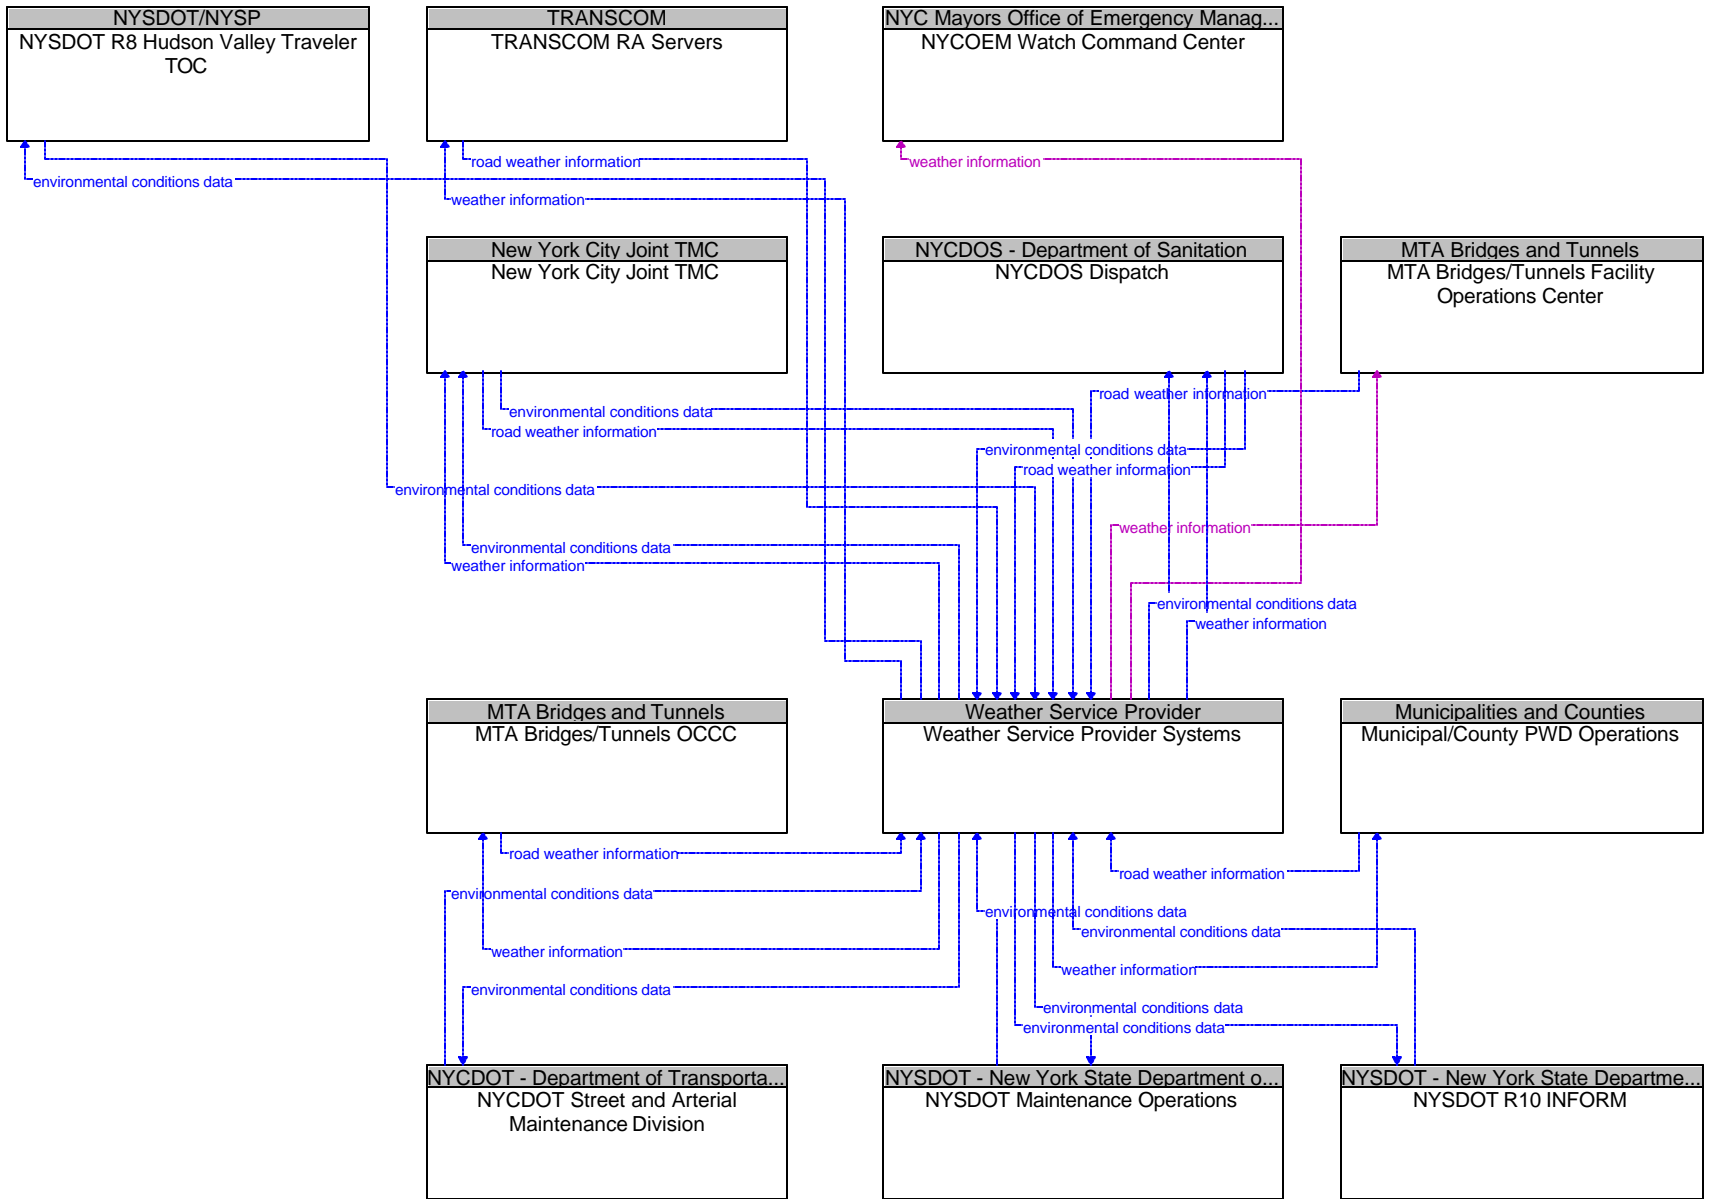 NYSDOT/NYSP
NYSDOT R8 Hudson Valley Traveler
TOC
TRANSCOM
TRANSCOM RA Servers
NYC Mayors Office of Emergency Manag...
NYCOEM Watch Command Center
road weather information
weather information
environmental conditions data
weather information
New York City Joint TMC
New York City Joint TMC
NYCDOS - Department of Sanitation
NYCDOS Dispatch
MTA Bridges and Tunnels
MTA Bridges/Tunnels Facility
Operations Center
road weather information
environmental conditions data
road weather information
environmental conditions data
road weather information
environmental conditions data
weather information
environmental conditions data
weather information
environmental conditions data
weather information
MTA Bridges and Tunnels
MTA Bridges/Tunnels OCCC
Weather Service Provider
Weather Service Provider Systems
Municipalities and Counties
Municipal/County PWD Operations
road weather information
road weather information
environmental conditions data
environmental conditions data
environmental conditions data
weather information
weather information
environmental conditions data
environmental conditions data
environmental conditions data
NYCDOT - Department of Transporta...
NYCDOT Street and Arterial
Maintenance Division
NYSDOT - New York State Department o...
NYSDOT Maintenance Operations
NYSDOT - New York State Departme...
NYSDOT R10 INFORM